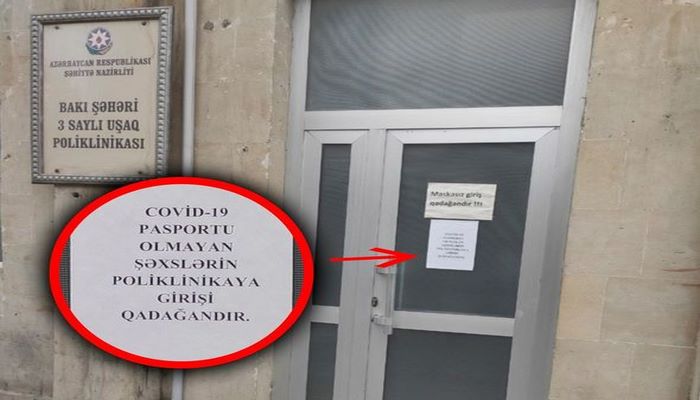 AZƏRBAYCAN RESPUBLİKASI
ŞƏHİYYƏ NAZİRLİYİ
BAKI ŞƏHƏRİ
3 SAYLI UŞAQ
POLİKLİNİKASI
Maskasız giriş
qadağandır !!!
COVİD-19
PASPORTU
OLMAYAN
ŞƏXSLƏRİN
POLİKLİNİKAYA
GİRİŞİ
QADAĞANDIR.